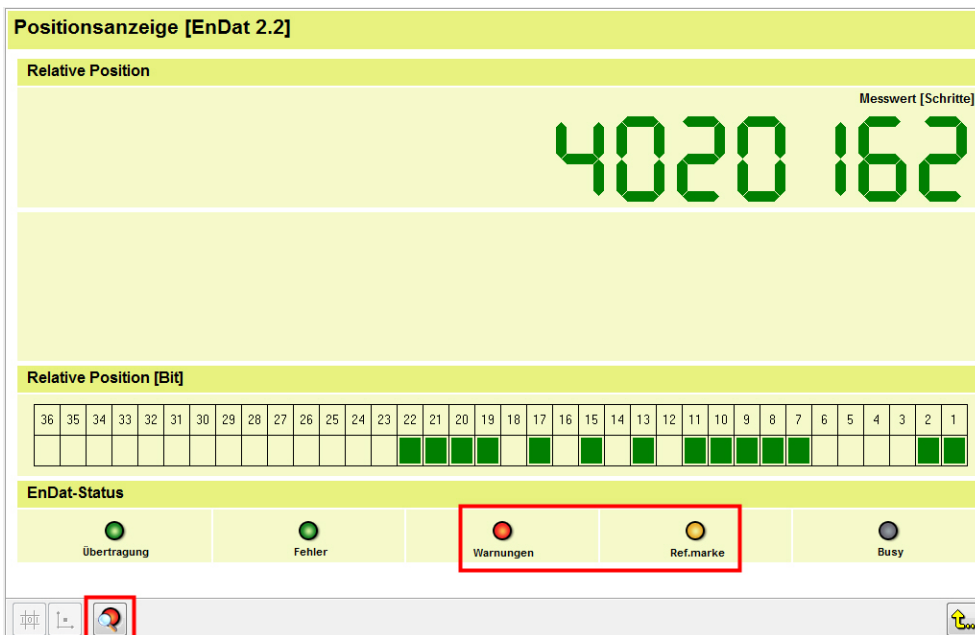 Positionsanzeige [EnDat 2.2]
Relative Position
Messwert [Schritte]
4020162
Relative Position [Bit]
36 35 34 33 32 31 30 29 28 27 26 25 24 23 22 21 20 19 18 17 16 15 14 13 12 11 10 9 8 7 6 5 4 3 2 1
EnDat-Status
Übertragung Fehler Warnungen Ref.marke Busy